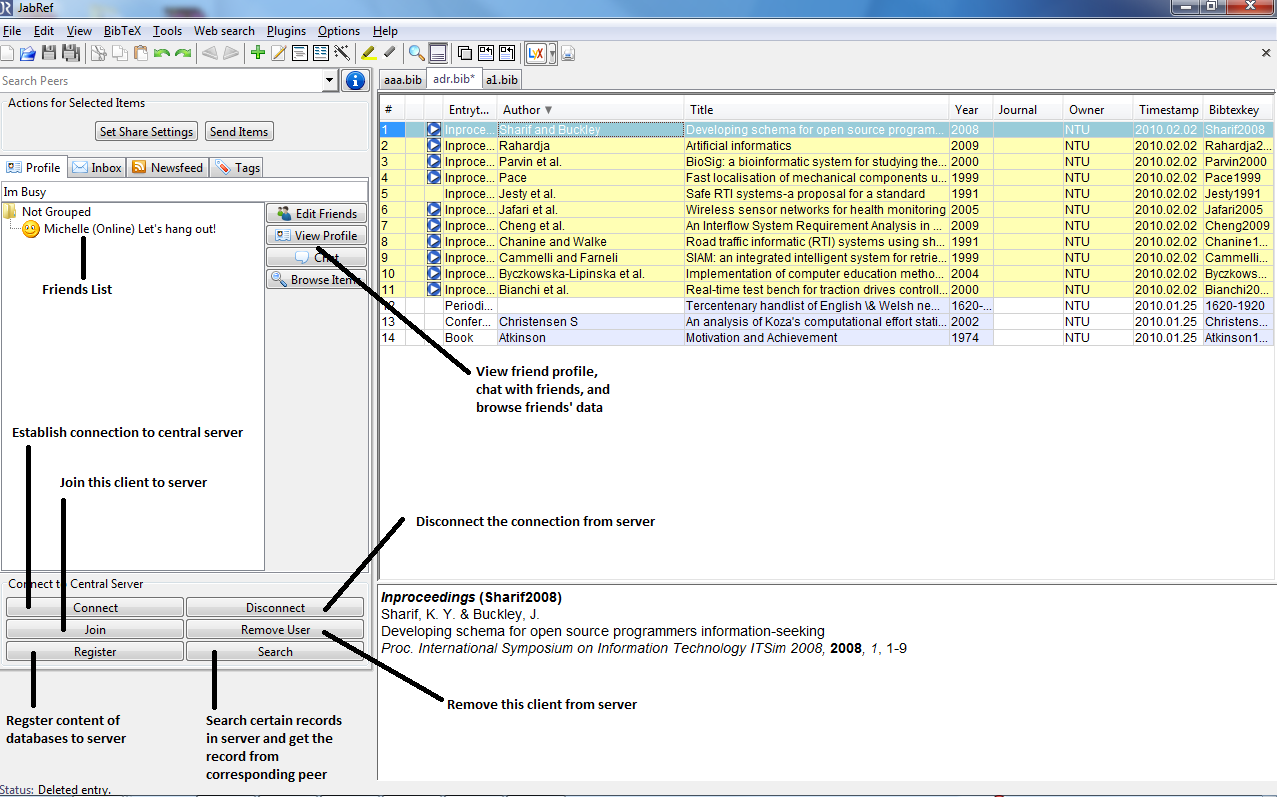 JabRef
File Edit View BibTeX Tools Web search Plugins Options Help
Search Peers
Actions for Selected Items
Set Share Settings Send Items
Profile Inbox Newsfeed Tags
Im Busy
Not Grouped
Michelle (Online) Let's hang out!
Friends List
Edit Friends
View Profile
Chat
Browse Items
View friend profile,
chat with friends, and
browse friends' data
Establish connection to central server
Join this client to server
Disconnect the connection from server
Connect to Central Server
Connect Disconnect
Join Remove User
Register Search
Regster content of
databases to server
Search certain records
in server and get the
record from
corresponding peer
Remove this client from server
Status: Deleted entry.
aaa.bib adr.bib* a1.bib
# Entryt... Author Title Year Journal Owner Timestamp Bibtexkey
1 Inproce... Sharif and Buckley Developing schema for open source program... 2008 NTU 2010.02.02 Sharif2008
2 Inproce... Rahardja Artificial informatics 2009 NTU 2010.02.02 Rahardja2...
3 Inproce... Parvin et al. BioSig: a bioinformatic system for studying the... 2000 NTU 2010.02.02 Parvin2000
4 Inproce... Pace Fast localisation of mechanical components u... 1999 NTU 2010.02.02 Pace1999
5 Inproce... Jesty et al. Safe RTI systems-a proposal for a standard 1991 NTU 2010.02.02 Jesty1991
6 Inproce... Jafari et al. Wireless sensor networks for health monitoring 2005 NTU 2010.02.02 Jafari2005
7 Inproce... Cheng et al. An Interflow System Requirement Analysis in ... 2009 NTU 2010.02.02 Cheng2009
8 Inproce... Chanine and Walke Road traffic informatic (RTI) systems using sh... 1991 NTU 2010.02.02 Chanine1...
9 Inproce... Cammelli and Farneli SIAM: an integrated intelligent system for retrie... 1999 NTU 2010.02.02 Cammelli...
10 Inproce... Byczkowska-Lipinska et al. Implementation of computer education metho... 2004 NTU 2010.02.02 Byczkows...
11 Inproce... Bianchi et al. Real-time test bench for traction drives controll... 2000 NTU 2010.02.02 Bianchi20...
12 Periodi... Tercentenary handlist of English \& Welsh ne... 1620-... NTU 2010.01.25 1620-1920
13 Confer... Christensen S An analysis of Koza's computational effort stati... 2002 NTU 2010.01.25 Christens...
14 Book Atkinson Motivation and Achievement 1974 NTU 2010.01.25 Atkinson1...
Inproceedings (Sharif2008)
Sharif, K. Y. & Buckley, J.
Developing schema for open source programmers information-seeking
Proc. International Symposium on Information Technology ITSim 2008, 2008, 1, 1-9